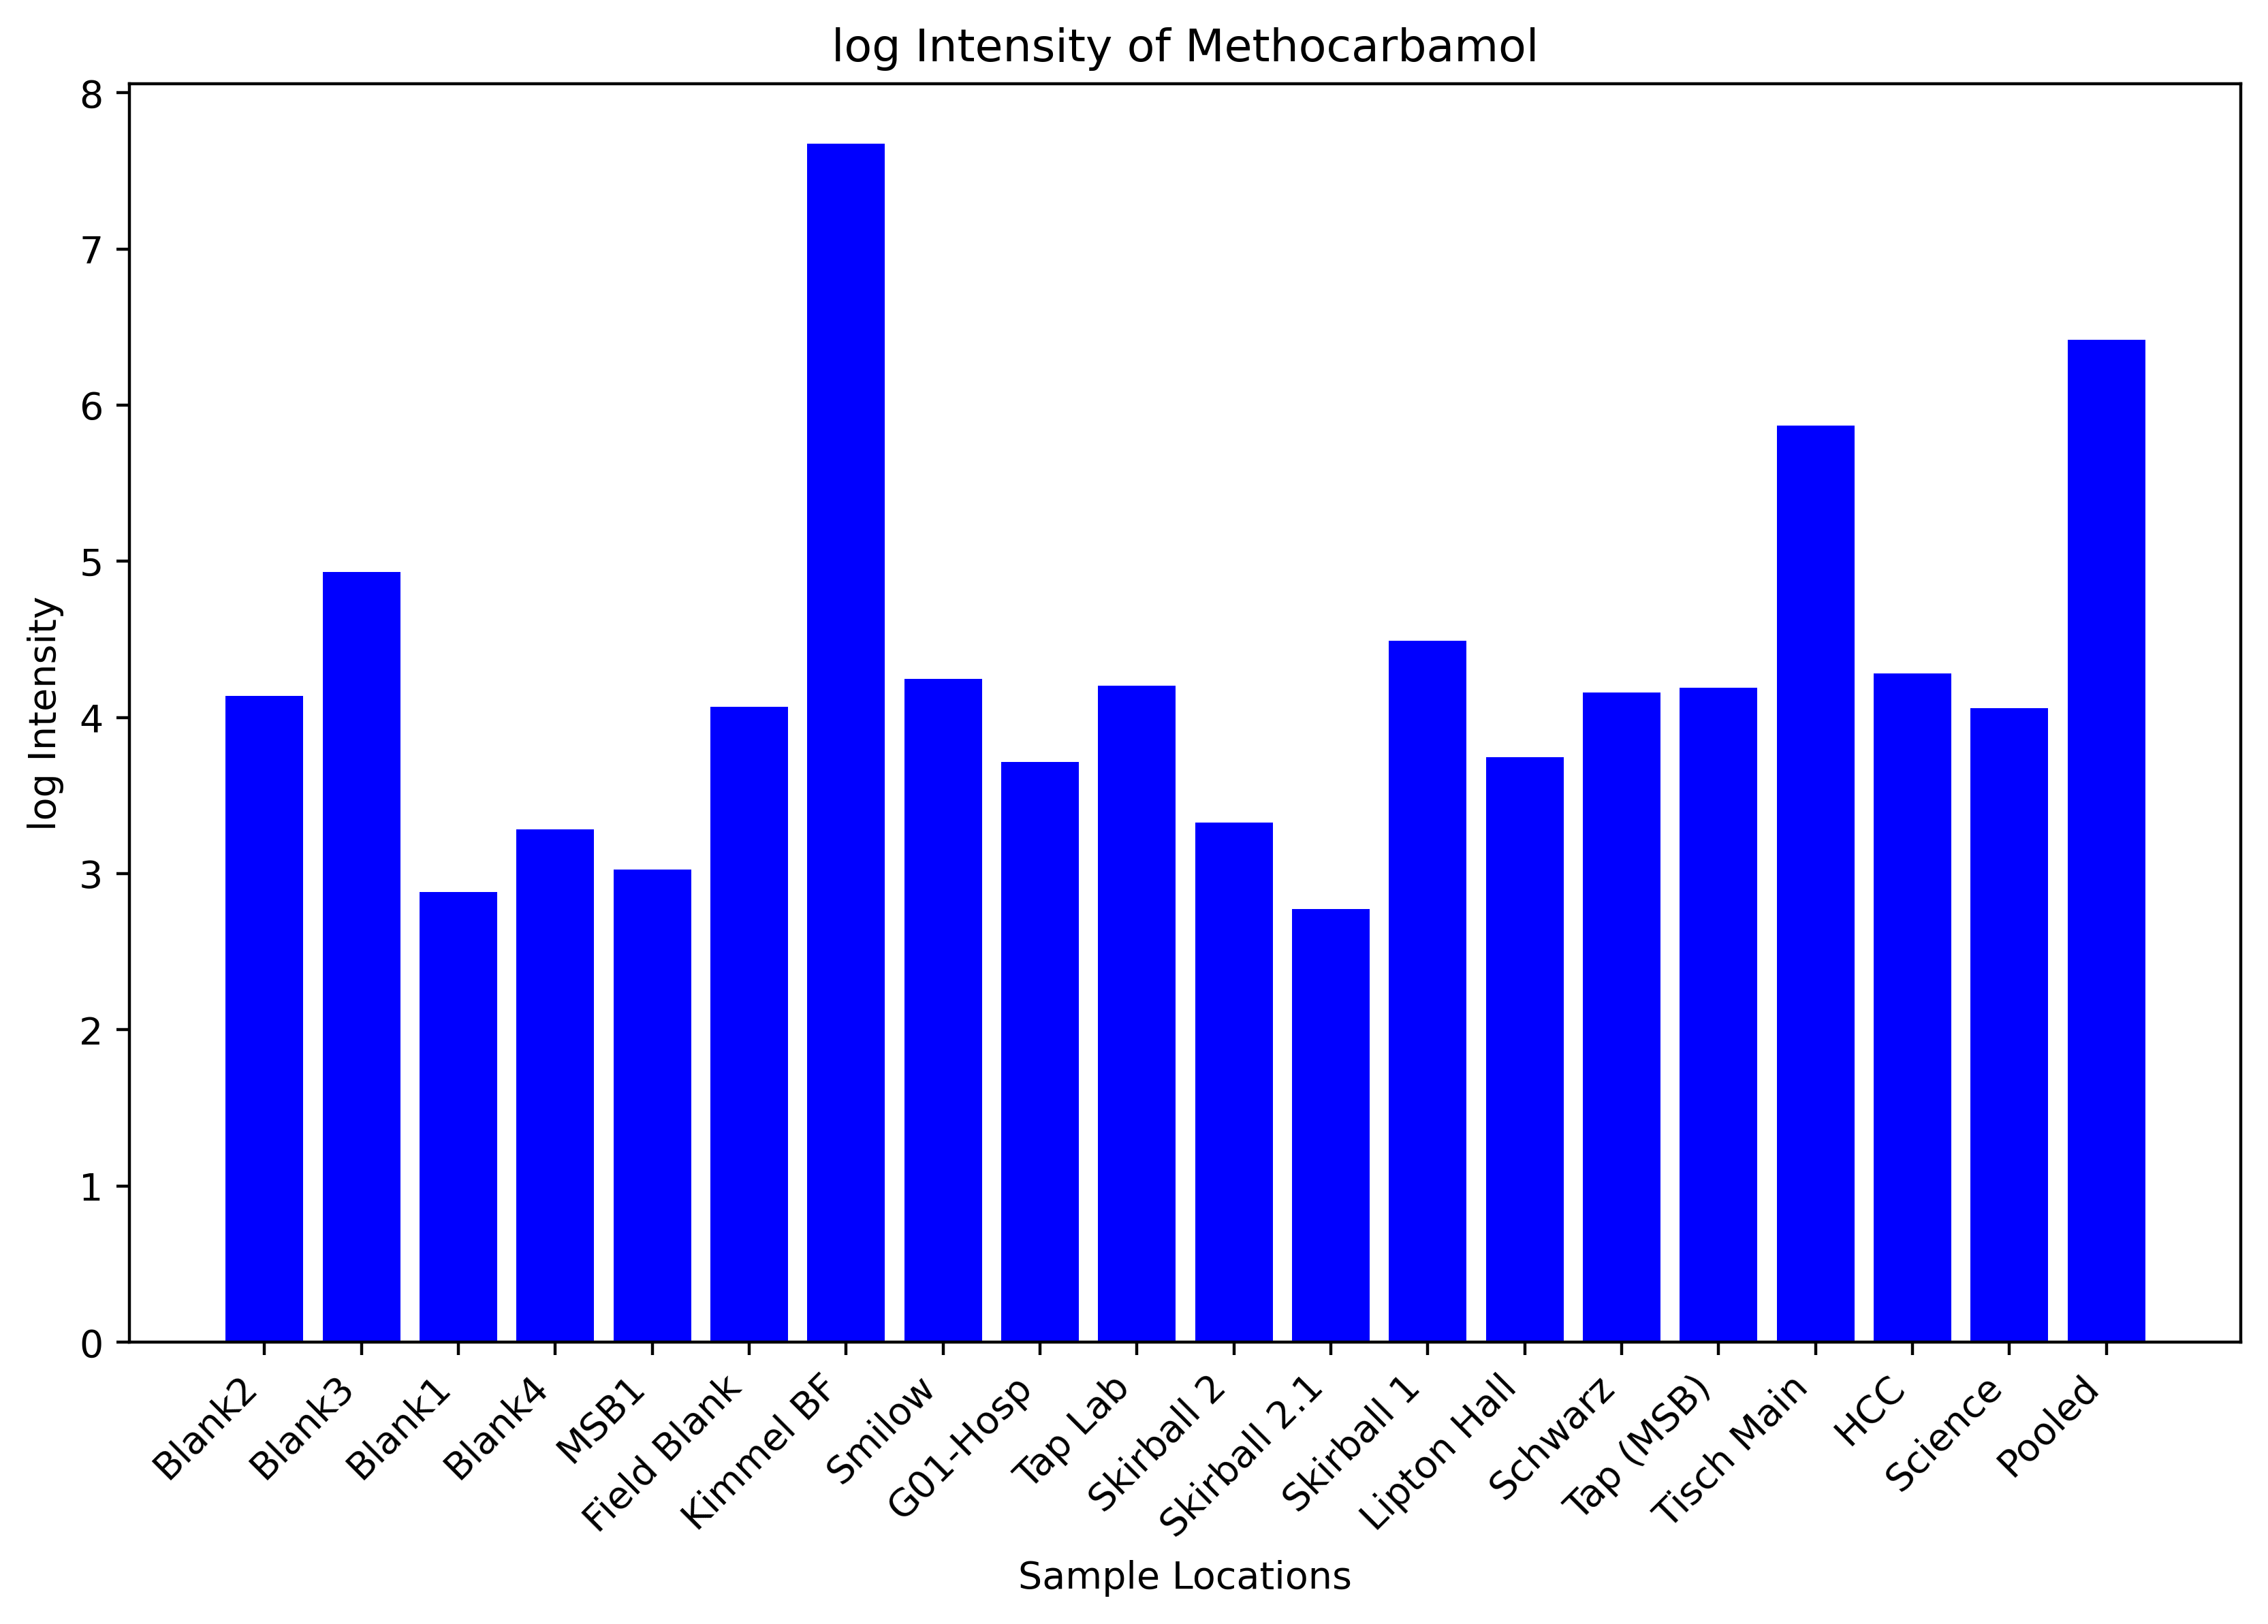 log Intensity of Methocarbamol
log Intensity
8
7
6
5
4
3
2
1
0
Blank2
Blank3
Blank1
Blank4
MSB1
Field Blank
Kimmel BF
Smilow
G01-Hosp
Tap Lab
Skirball 2
Skirball 2.1
Skirball 1
Lipton Hall
Schwarz
Tap (MSB)
Tisch Main
HCC
Science
Pooled
Sample Locations